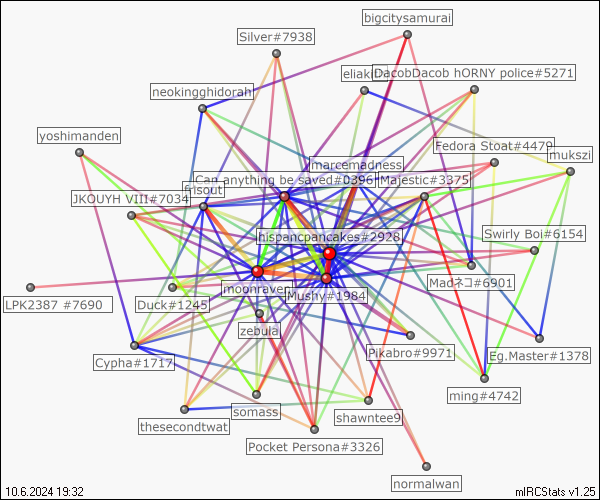 bigcitysamurai
Silver#7938
DacobDacob hORNY police#5271
neokingghidorah
yoshimanden
Fedora Stoat#4479
mukszi
marcemadness
Can anything be saved#0396
Majestic#3375
frisout
JKOUYH VIII#7034
Swirly Boi#6154
hispancpancakes#2928
Madネコ#6901
moonraven
Mushy#1984
LPK2387 #7690
Duck#1245
zebula
Pikabro#9971
Eg.Master#1378
Cypha#1717
ming#4742
somass
shawntee9
thesecondtwat
Pocket Persona#3326
normalwan
10.6.2024 19:32
mIRCStats v1.25